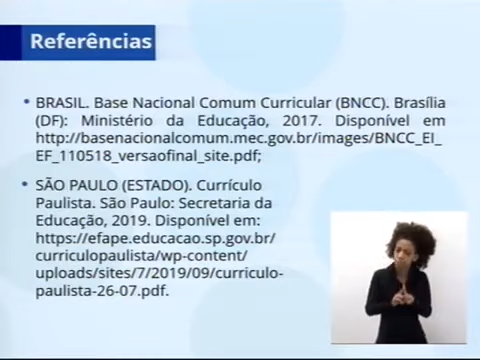 Referências
• BRASIL. Base Nacional Comum Curricular (BNCC). Brasília
(DF): Ministério da Educação, 2017. Disponível em
http://basenacionalcomum.mec.gov.br/images/BNCC_EI_
EF_110518_versaofinal_site.pdf;
• SÃO PAULO (ESTADO). Currículo
Paulista. São Paulo: Secretaria da
Educação, 2019. Disponível em:
https://efape.educacao.sp.gov.br/
curriculopaulista/wp-content/
uploads/sites/7/2019/09/curriculo-
paulista-26-07.pdf.